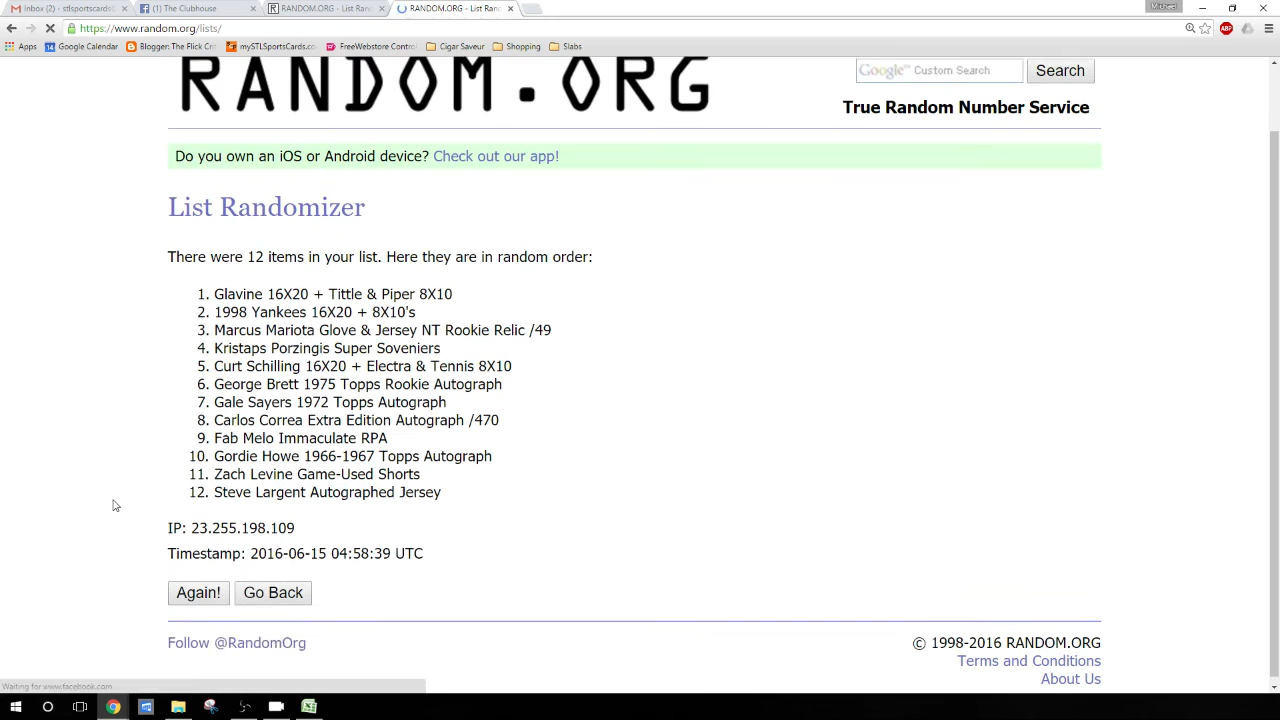 Inbox (2) - stlsportscards@
(1) The Clubhouse
RANDOM.ORG - List Ran
RANDOM.ORG - List Ran
Michael
https://www.random.org/lists/
Apps
Google Calendar
Blogger: The Flick Crit
mySTLSportsCards.co
FreeWebstore Contro
Cigar Saveur
Shopping
Slabs
RANDOM.ORG
Google™ Custom Search
Search
True Random Number Service
Do you own an iOS or Android device? Check out our app!
List Randomizer
There were 12 items in your list. Here they are in random order:
1. Glavine 16X20 + Tittle & Piper 8X10
2. 1998 Yankees 16X20 + 8X10's
3. Marcus Mariota Glove & Jersey NT Rookie Relic /49
4. Kristaps Porzingis Super Soveniers
5. Curt Schilling 16X20 + Electra & Tennis 8X10
6. George Brett 1975 Topps Rookie Autograph
7. Gale Sayers 1972 Topps Autograph
8. Carlos Correa Extra Edition Autograph /470
9. Fab Melo Immaculate RPA
10. Gordie Howe 1966-1967 Topps Autograph
11. Zach Levine Game-Used Shorts
12. Steve Largent Autographed Jersey
IP: 23.255.198.109
Timestamp: 2016-06-15 04:58:39 UTC
Again!
Go Back
Follow @RandomOrg
© 1998-2016 RANDOM.ORG
Terms and Conditions
About Us
Waiting for www.facebook.com